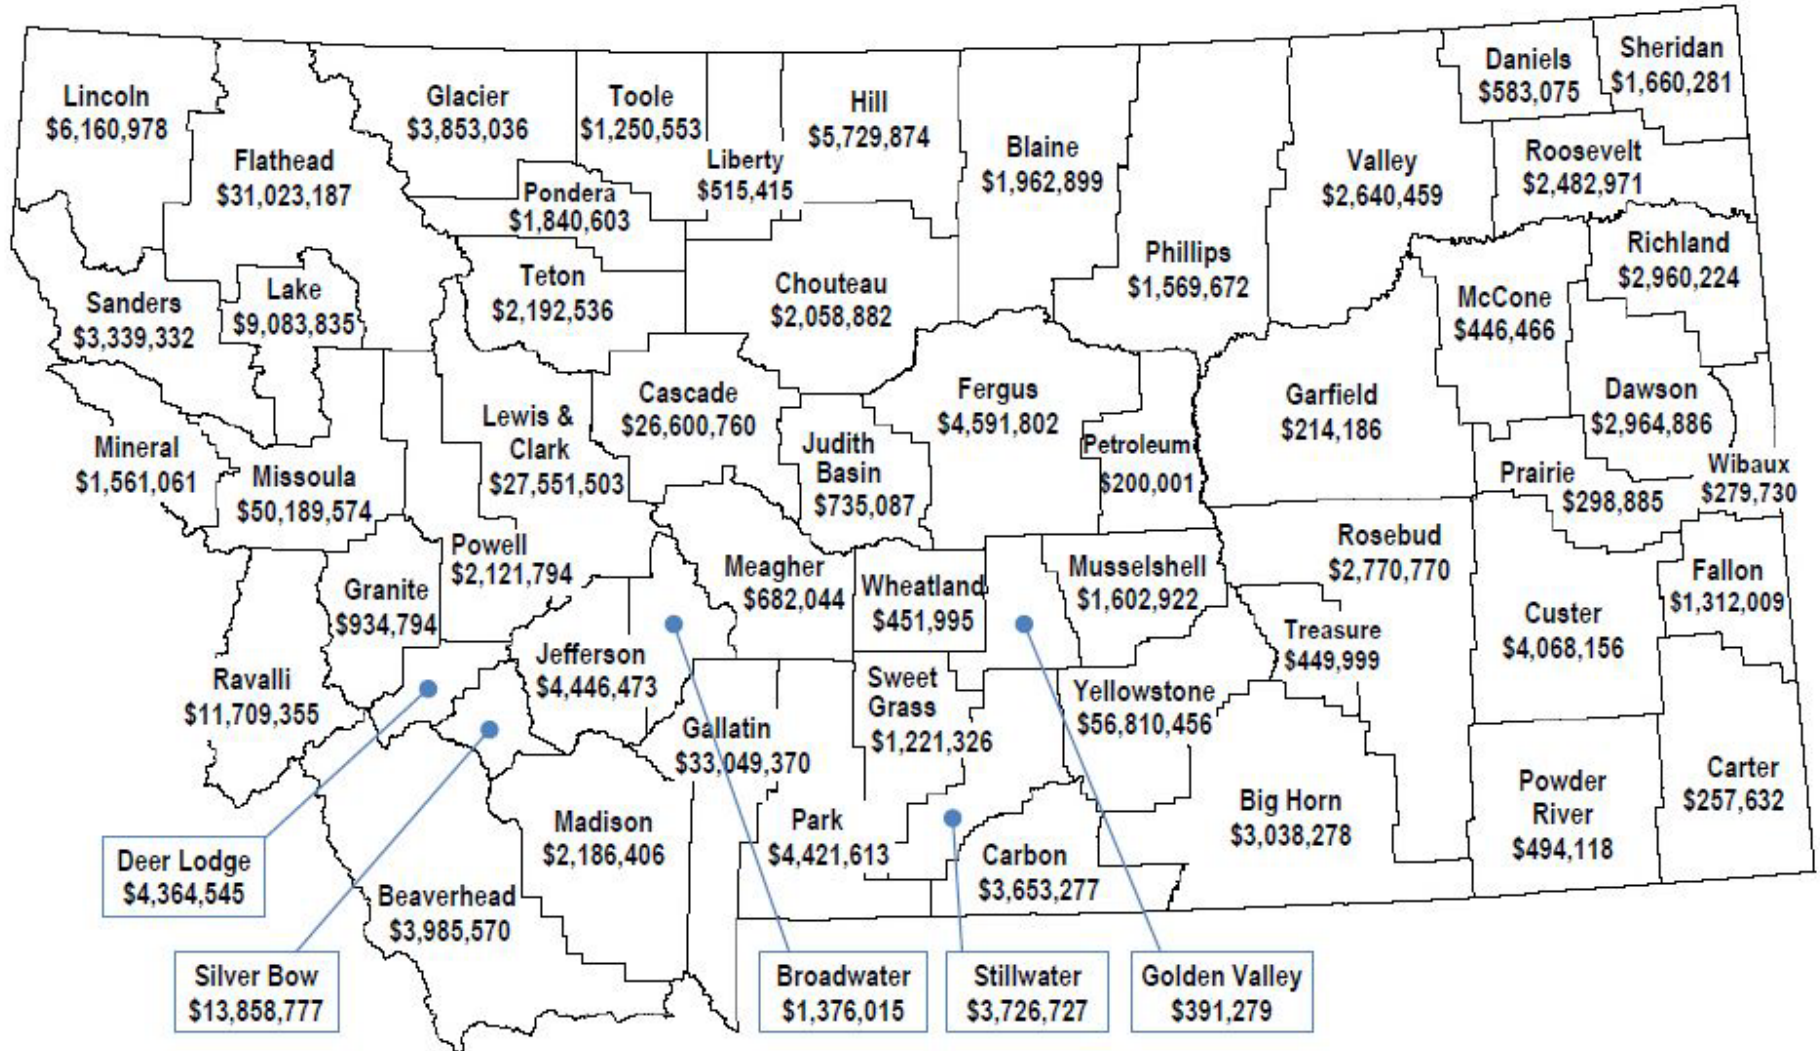 Lincoln
$6,160,978
Flathead
$31,023,187
Glacier
$3,853,036
Toole
$1,250,553
Liberty
$515,415
Hill
$5,729,874
Blaine
$1,962,899
Phillips
$1,569,672
Valley
$2,640,459
Daniels
$583,075
Sheridan
$1,660,281
Roosevelt
$2,482,971
Pondera
$1,840,603
Teton
$2,192,536
Chouteau
$2,058,882
Richland
$2,960,224
McCone
$446,466
Sanders
$3,339,332
Lake
$9,083,835
Mineral
$1,561,061
Missoula
$50,189,574
Lewis &
Clark
$27,551,503
Cascade
$26,600,760
Judith
Basin
$735,087
Fergus
$4,591,802
Petroleum
$200,001
Garfield
$214,186
Dawson
$2,964,886
Prairie
$298,885
Wibaux
$279,730
Powell
$2,121,794
Granite
$934,794
Ravalli
$11,709,355
Jefferson
$4,446,473
Meagher
$682,044
Wheatland
$451,995
Musselshell
$1,602,922
Rosebud
$2,770,770
Treasure
$449,999
Custer
$4,068,156
Fallon
$1,312,009
Gallatin
$33,049,370
Sweet
Grass
$1,221,326
Yellowstone
$56,810,456
Big Horn
$3,038,278
Powder
River
$494,118
Carter
$257,632
Madison
$2,186,406
Park
$4,421,613
Carbon
$3,653,277
Beaverhead
$3,985,570
Deer Lodge
$4,364,545
Silver Bow
$13,858,777
Broadwater
$1,376,015
Stillwater
$3,726,727
Golden Valley
$391,279